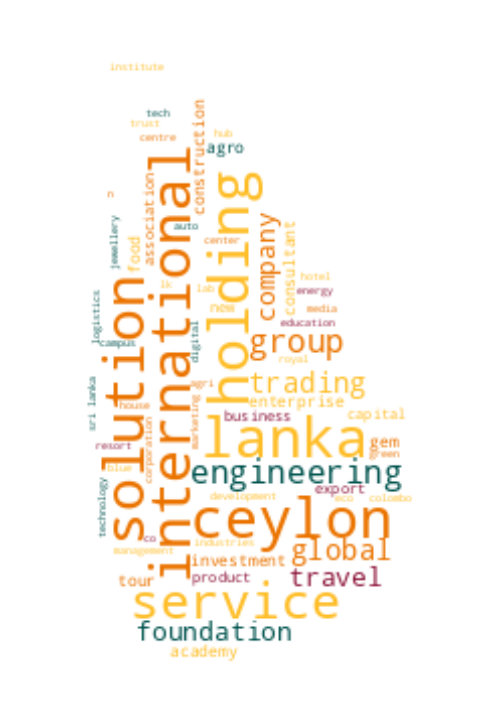 institute
tech
trust
centre
construction
hub
agro
n
international
association
holding
jewellery
food
auto
center
company
consultant
lk
lab
new
hotel
energy
media
education
logistics
campus
digital
solution
group
royal
sri lanka
agri
trading
enterprise
house
marketing
business
capital
lanka
gem
green
resort
blue
corporation
engineering
technology
development
export
eco
colombo
ceylon
co
management
industries
global
investment
tour
product
travel
service
foundation
academy